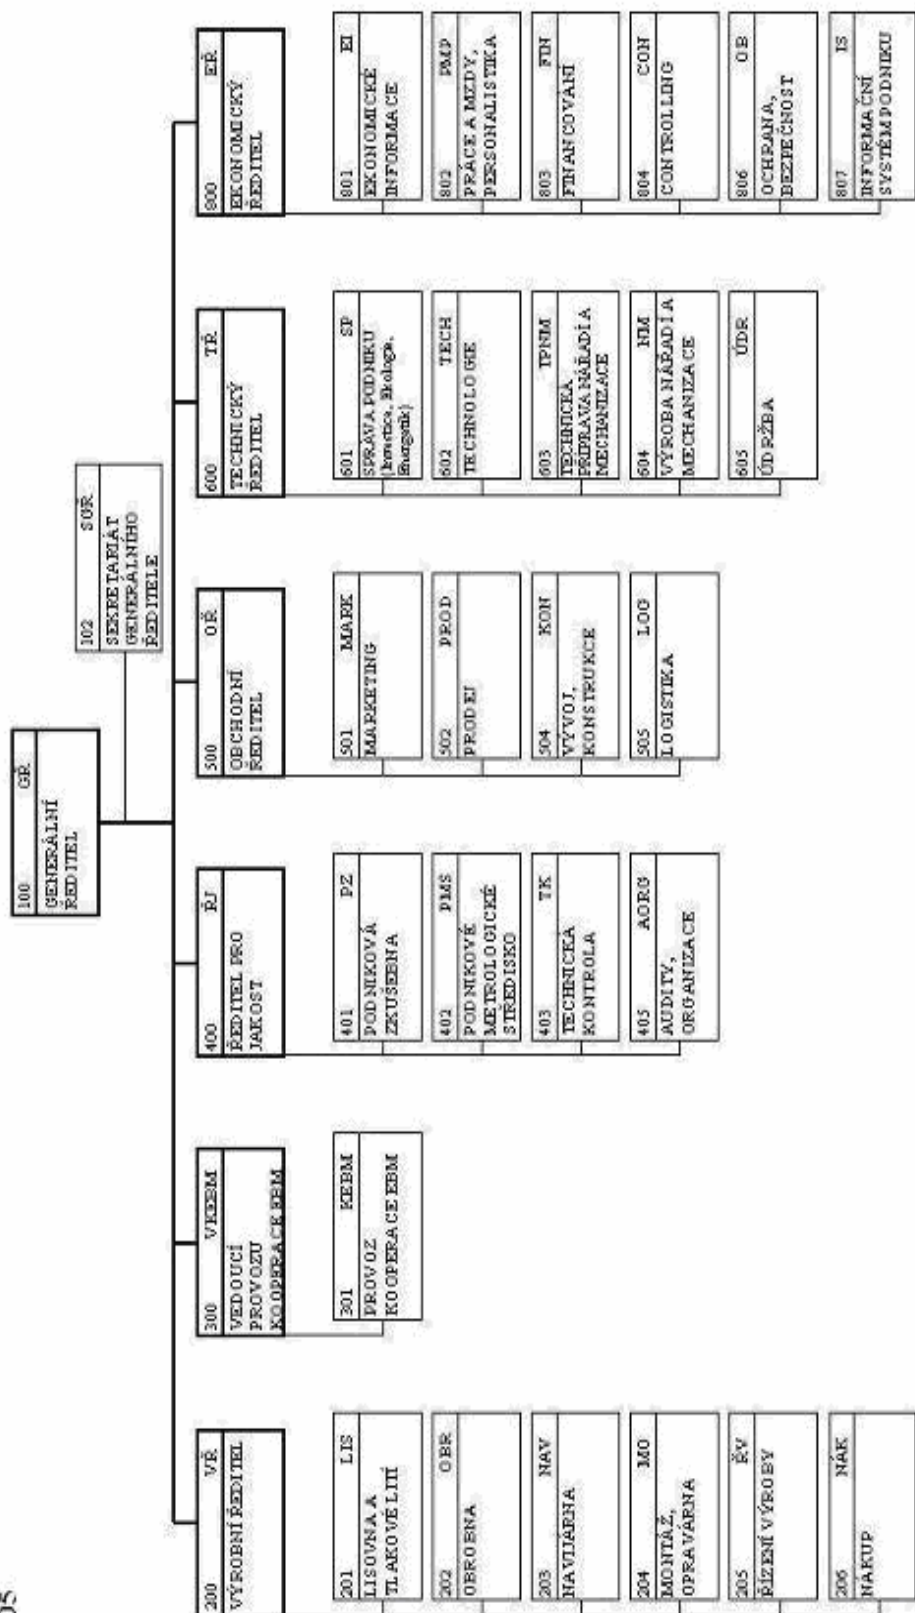 05
100 GŘ
GENERÁLNÍ
ŘEDITEL
102 SGŘ
SEKRETARIÁT
GENERÁLNÍHO
ŘEDITELE
200 VŘ
VÝROBNÍ ŘEDITEL
300 VKEBM
VEDOUCÍ
PROVOZU
KOOPERACE EBM
400 ŘJ
ŘEDITEL PRO
JAKOST
500 OŘ
OBCHODNÍ
ŘEDITEL
600 TŘ
TECHNICKÝ
ŘEDITEL
800 EŘ
EKONOMICKÝ
ŘEDITEL
201 LIS
LISOVNA A
TLAKOVÉ LITÍ
202 OBR
OBROBNA
203 NAV
NAVIJÁRNA
204 MO
MONTÁŽ,
OPRAVÁRNA
205 ŘV
ŘÍZENÍ VÝROBY
206 NÁK
NÁKUP
301 KEBM
PROVOZ
KOOPERACE EBM
401 PZ
PODNIKOVÁ
ZKUŠEBNA
402 PMS
PODNIKOVÉ
METROLOGICKÉ
STŘEDISKO
403 TK
TECHNICKÁ
KONTROLA
405 AORG
AUDITY,
ORGANIZACE
501 MARK
MARKETING
502 PROD
PRODEJ
504 KON
VÝVOJ,
KONSTRUKCE
505 LOG
LOGISTIKA
601 SP
SPRÁVA PODNIKU
(Investice, Ekologie,
Energetik)
602 TECH
TECHNOLOGIE
603 TPNM
TECHNICKÁ
PŘÍPRAVA NÁŘADÍ A
MECHANIZACE
604 NM
VÝROBA NÁŘADÍ A
MECHANIZACE
605 ÚDR
ÚDRŽBA
801 EI
EKONOMICKÉ
INFORMACE
802 PMP
PRÁCE A MZDY,
PERSONALISTIKA
803 FIN
FINANCOVÁNÍ
804 CON
CONTROLLING
806 OB
OCHRANA,
BEZPEČNOST
807 IS
INFORMAČNÍ
SYSTÉM PODNIKU